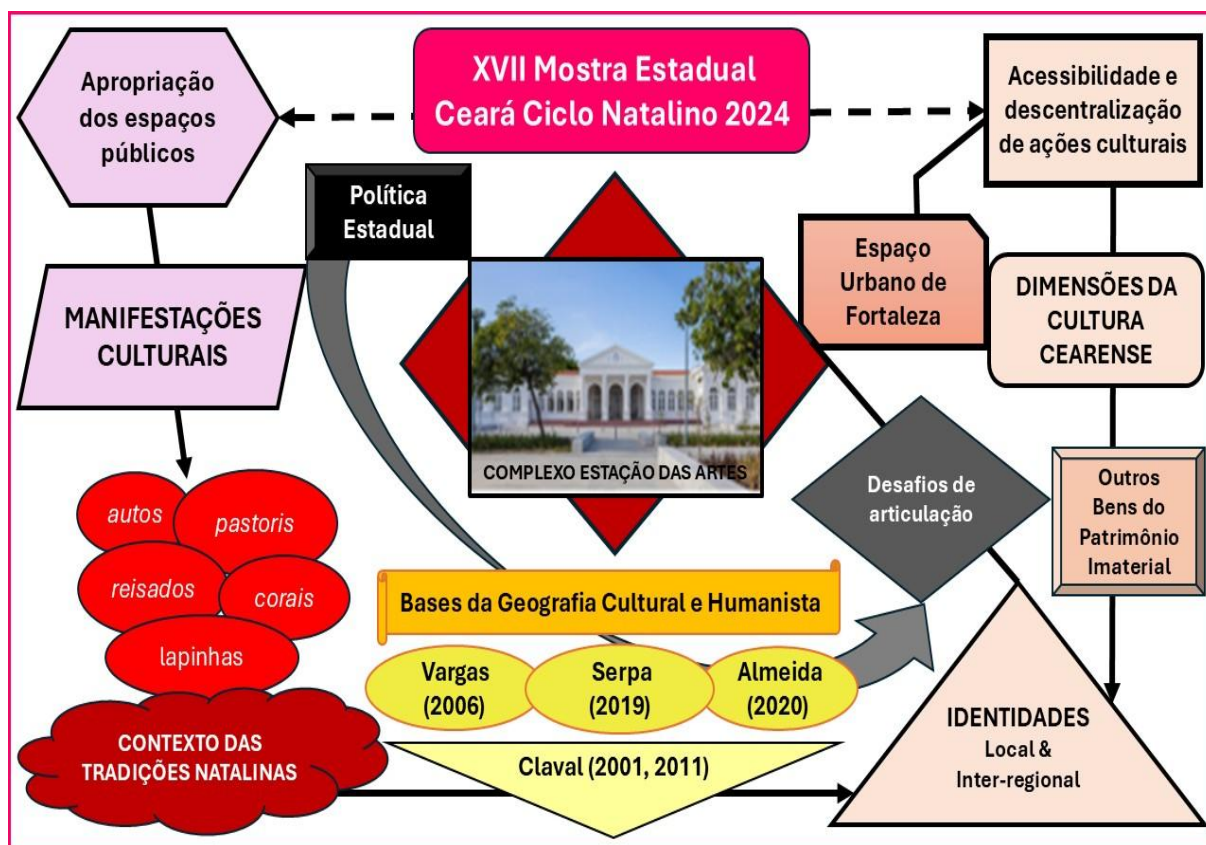 XVII Mostra Estadual
Ceará Ciclo Natalino 2024
Apropriação
dos espaços
públicos
Acessibilidade e
descentralização
de ações culturais
Política
Estadual
Espaço
Urbano de
Fortaleza
MANIFESTAÇÕES
CULTURAIS
DIMENSÕES DA
CULTURA
CEARENSE
COMPLEXO ESTAÇÃO DAS ARTES
Desafios de
articulação
Outros
Bens do
Patrimônio
Imaterial
autos
pastoris
reisados
corais
lapinhas
Bases da Geografia Cultural e Humanista
Vargas
(2006)
Serpa
(2019)
Almeida
(2020)
CONTEXTO DAS
TRADIÇÕES NATALINAS
Claval (2001, 2011)
IDENTIDADES
Local &
Inter-regional